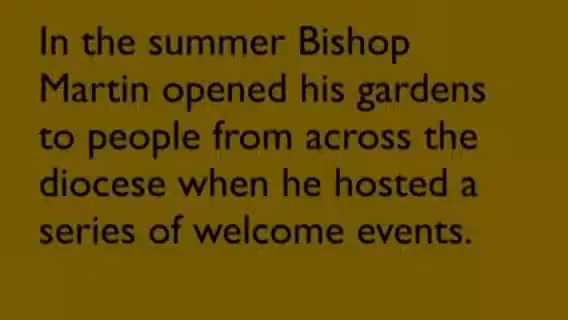 In the summer Bishop
Martin opened his gardens
to people from across the
diocese when he hosted a
series of welcome events.